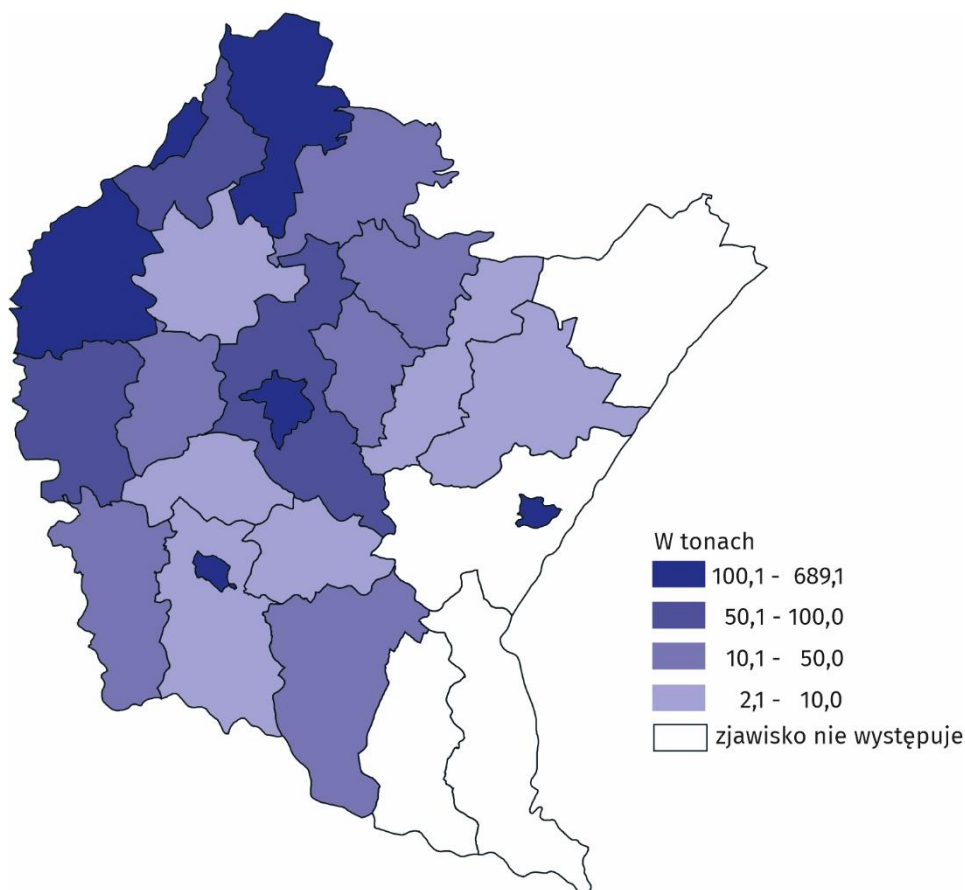 W tonach
100,1 - 689,1
50,1 - 100,0
10,1 - 50,0
2,1 - 10,0
zjawisko nie występuje